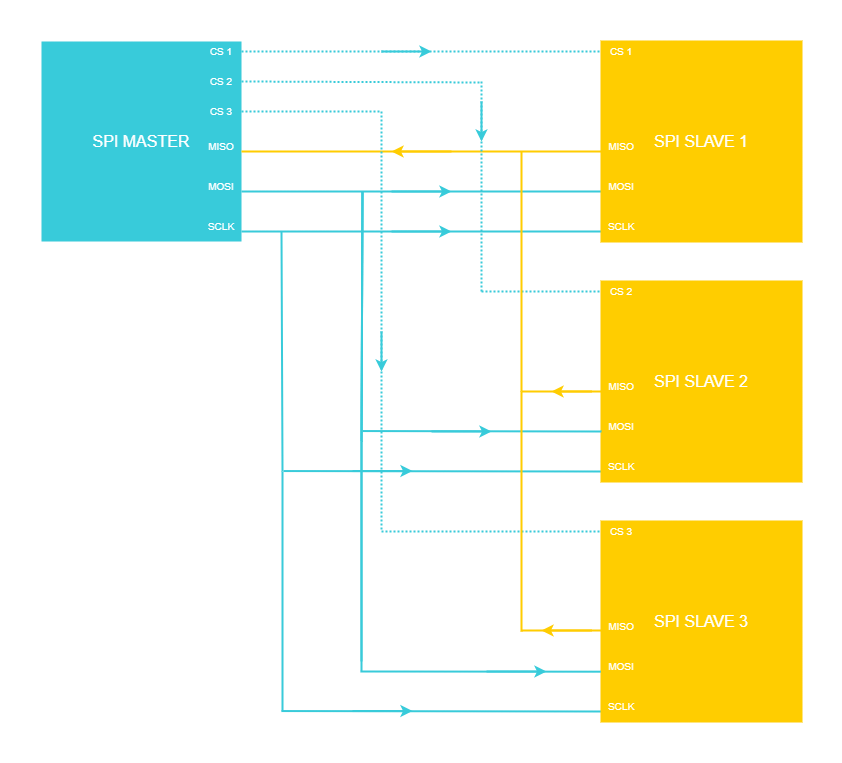 CS 1
CS 2
CS 3
SPI MASTER
MISO
MOSI
SCLK
CS 1
SPI SLAVE 1
MISO
MOSI
SCLK
CS 2
SPI SLAVE 2
MISO
MOSI
SCLK
CS 3
SPI SLAVE 3
MISO
MOSI
SCLK